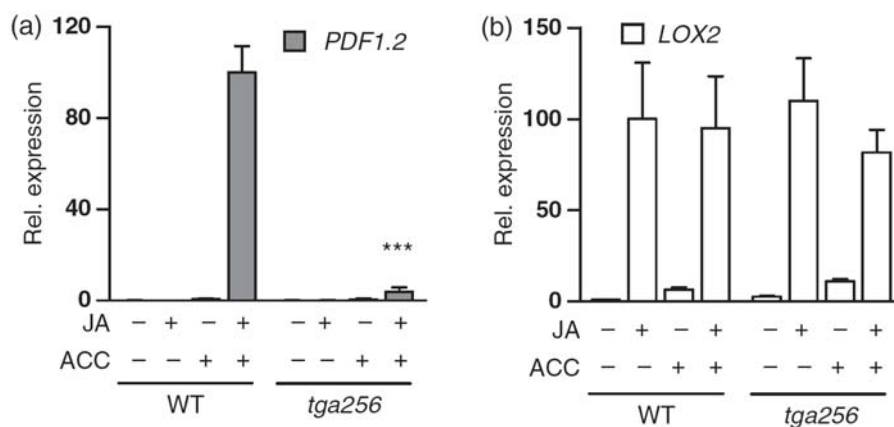 (a)
120
80
40
0
Rel. expression
PDF1.2
***
JA – + – + – + – +
ACC – – + + – – + +
WT tga256
(b)
150
100
50
0
Rel. expression
LOX2
JA – + – + – + – +
ACC – – + + – – + +
WT tga256